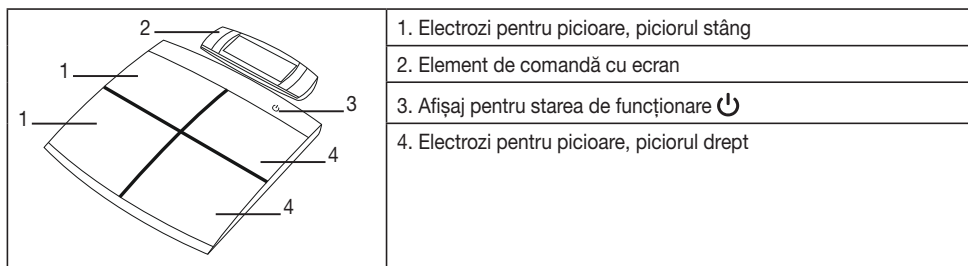 2
1
1
3
4
4
1. Electrozi pentru picioare, piciorul stâng
2. Element de comandă cu ecran
3. Afișaj pentru starea de funcționare
4. Electrozi pentru picioare, piciorul drept